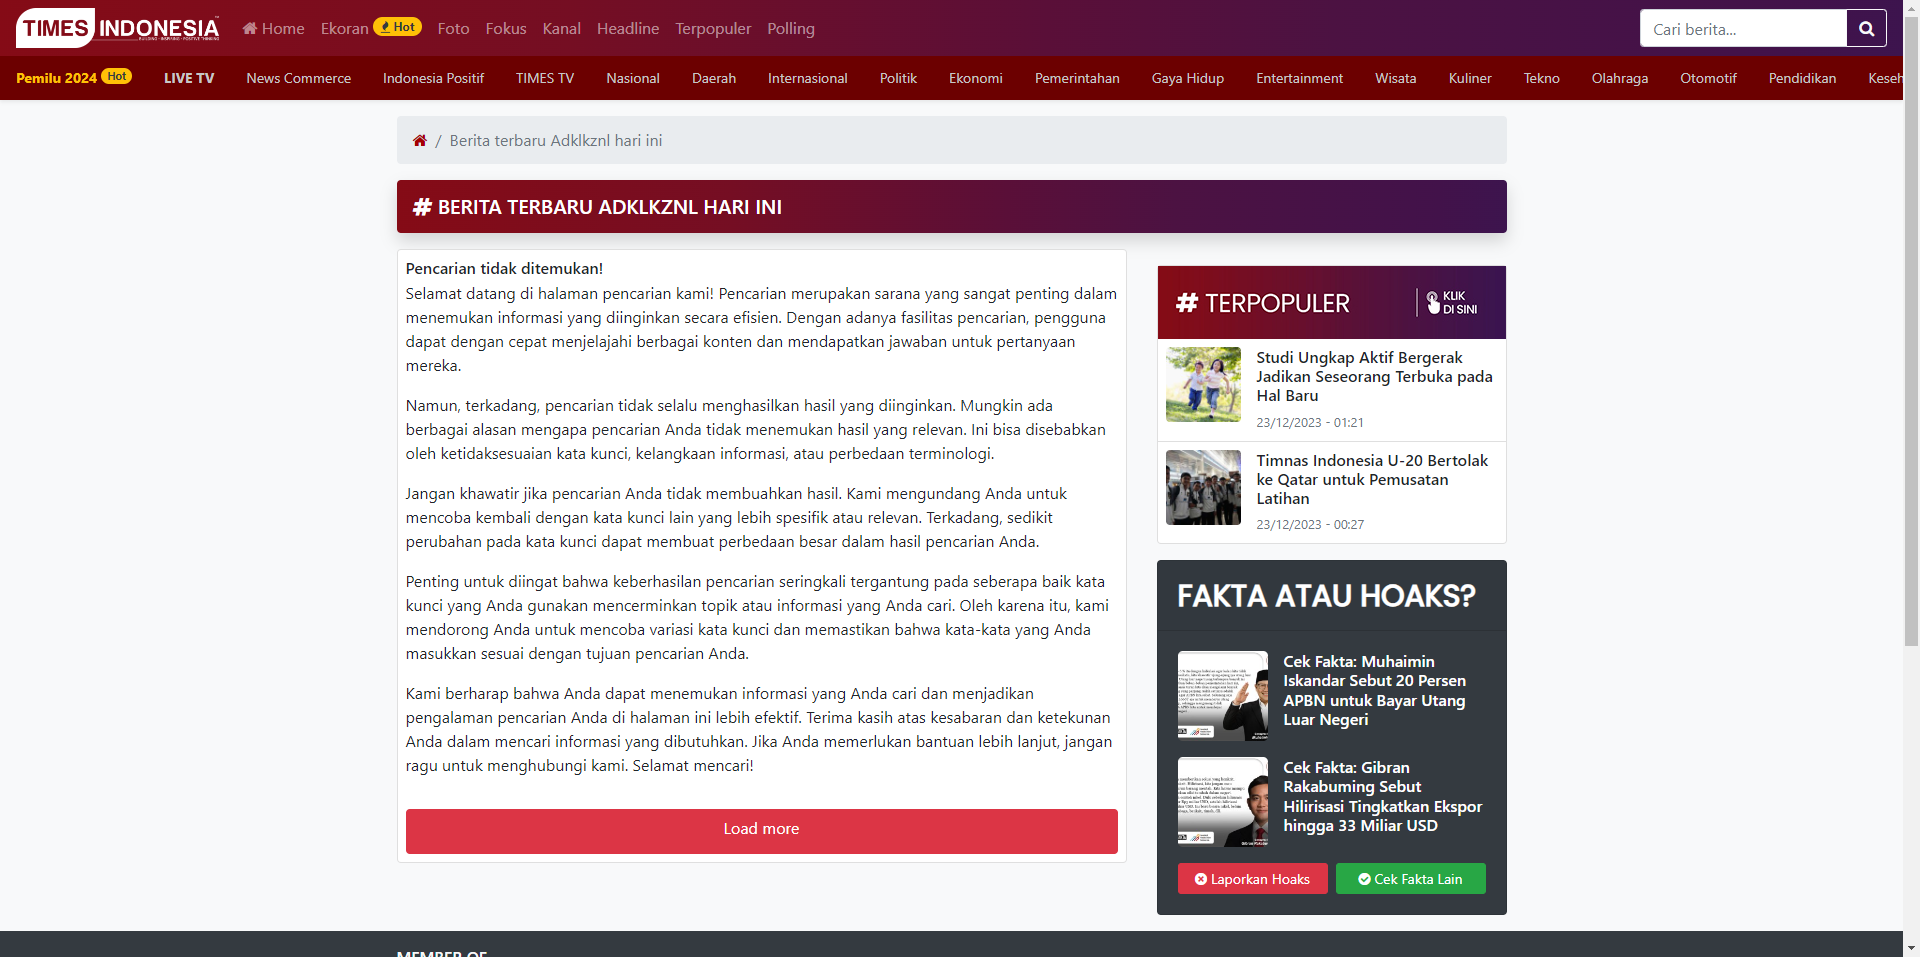 TIMES INDONESIA
Home Ekoran Hot Foto Fokus Kanal Headline Terpopuler Polling
Cari berita...
Pemilu 2024 Hot LIVE TV News Commerce Indonesia Positif TIMES TV Nasional Daerah Internasional Politik Ekonomi Pemerintahan Gaya Hidup Entertainment Wisata Kuliner Tekno Olahraga Otomotif Pendidikan Keseh
/ Berita terbaru Adklkznl hari ini
# BERITA TERBARU ADKLKZNL HARI INI
Pencarian tidak ditemukan!
Selamat datang di halaman pencarian kami! Pencarian merupakan sarana yang sangat penting dalam
menemukan informasi yang diinginkan secara efisien. Dengan adanya fasilitas pencarian, pengguna
dapat dengan cepat menjelajahi berbagai konten dan mendapatkan jawaban untuk pertanyaan
mereka.
Namun, terkadang, pencarian tidak selalu menghasilkan hasil yang diinginkan. Mungkin ada
berbagai alasan mengapa pencarian Anda tidak menemukan hasil yang relevan. Ini bisa disebabkan
oleh ketidaksesuaian kata kunci, kelangkaan informasi, atau perbedaan terminologi.
Jangan khawatir jika pencarian Anda tidak membuahkan hasil. Kami mengundang Anda untuk
mencoba kembali dengan kata kunci lain yang lebih spesifik atau relevan. Terkadang, sedikit
perubahan pada kata kunci dapat membuat perbedaan besar dalam hasil pencarian Anda.
Penting untuk diingat bahwa keberhasilan pencarian seringkali tergantung pada seberapa baik kata
kunci yang Anda gunakan mencerminkan topik atau informasi yang Anda cari. Oleh karena itu, kami
mendorong Anda untuk mencoba variasi kata kunci dan memastikan bahwa kata-kata yang Anda
masukkan sesuai dengan tujuan pencarian Anda.
Kami berharap bahwa Anda dapat menemukan informasi yang Anda cari dan menjadikan
pengalaman pencarian Anda di halaman ini lebih efektif. Terima kasih atas kesabaran dan ketekunan
Anda dalam mencari informasi yang dibutuhkan. Jika Anda memerlukan bantuan lebih lanjut, jangan
ragu untuk menghubungi kami. Selamat mencari!
Load more
# TERPOPULER
KLIK
DI SINI
Studi Ungkap Aktif Bergerak
Jadikan Seseorang Terbuka pada
Hal Baru
23/12/2023 - 01:21
Timnas Indonesia U-20 Bertolak
ke Qatar untuk Pemusatan
Latihan
23/12/2023 - 00:27
FAKTA ATAU HOAKS?
Cek Fakta: Muhaimin
Iskandar Sebut 20 Persen
APBN untuk Bayar Utang
Luar Negeri
Cek Fakta: Gibran
Rakabuming Sebut
Hilirisasi Tingkatkan Ekspor
hingga 33 Miliar USD
Laporkan Hoaks
Cek Fakta Lain
MEMBER OF